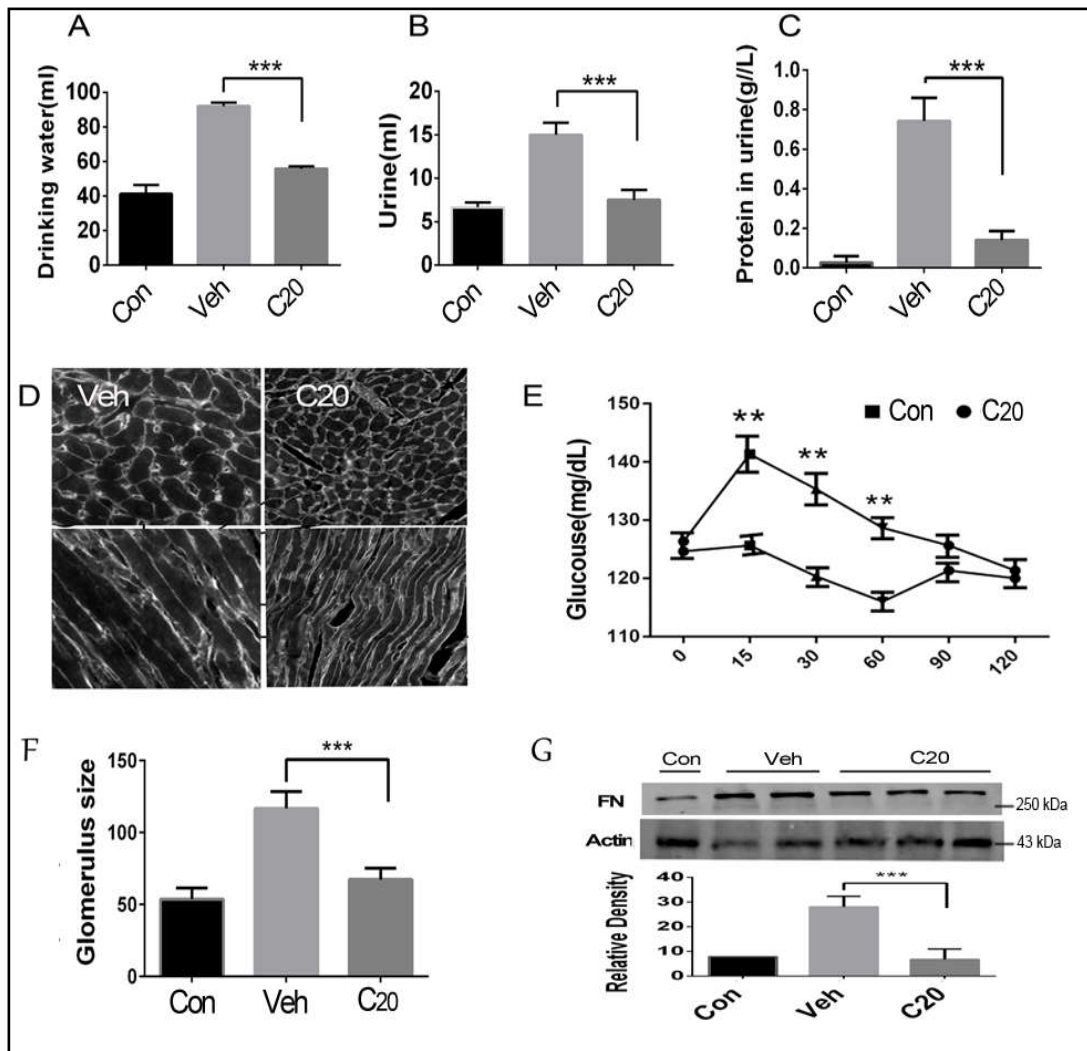 A
Drinking water(ml)
100
80
60
40
20
0
***
Con
Veh
C20
B
Urine(ml)
20
15
10
5
0
***
Con
Veh
C20
C
Protein in urine(g//L)
1.0
0.8
0.6
0.4
0.2
0.0
***
Con
Veh
C20
D
Veh
C20
E
Glucouse(mg/dL)
150
140
130
120
110
Con
C20
**
**
**
0
15
30
60
90
120
F
Glomerulus size
150
100
50
0
***
Con
Veh
C20
G
Con
Veh
C20
FN
250 kDa
Actin
43 kDa
Relative Density
40
30
20
10
0
***
Con
Veh
C20